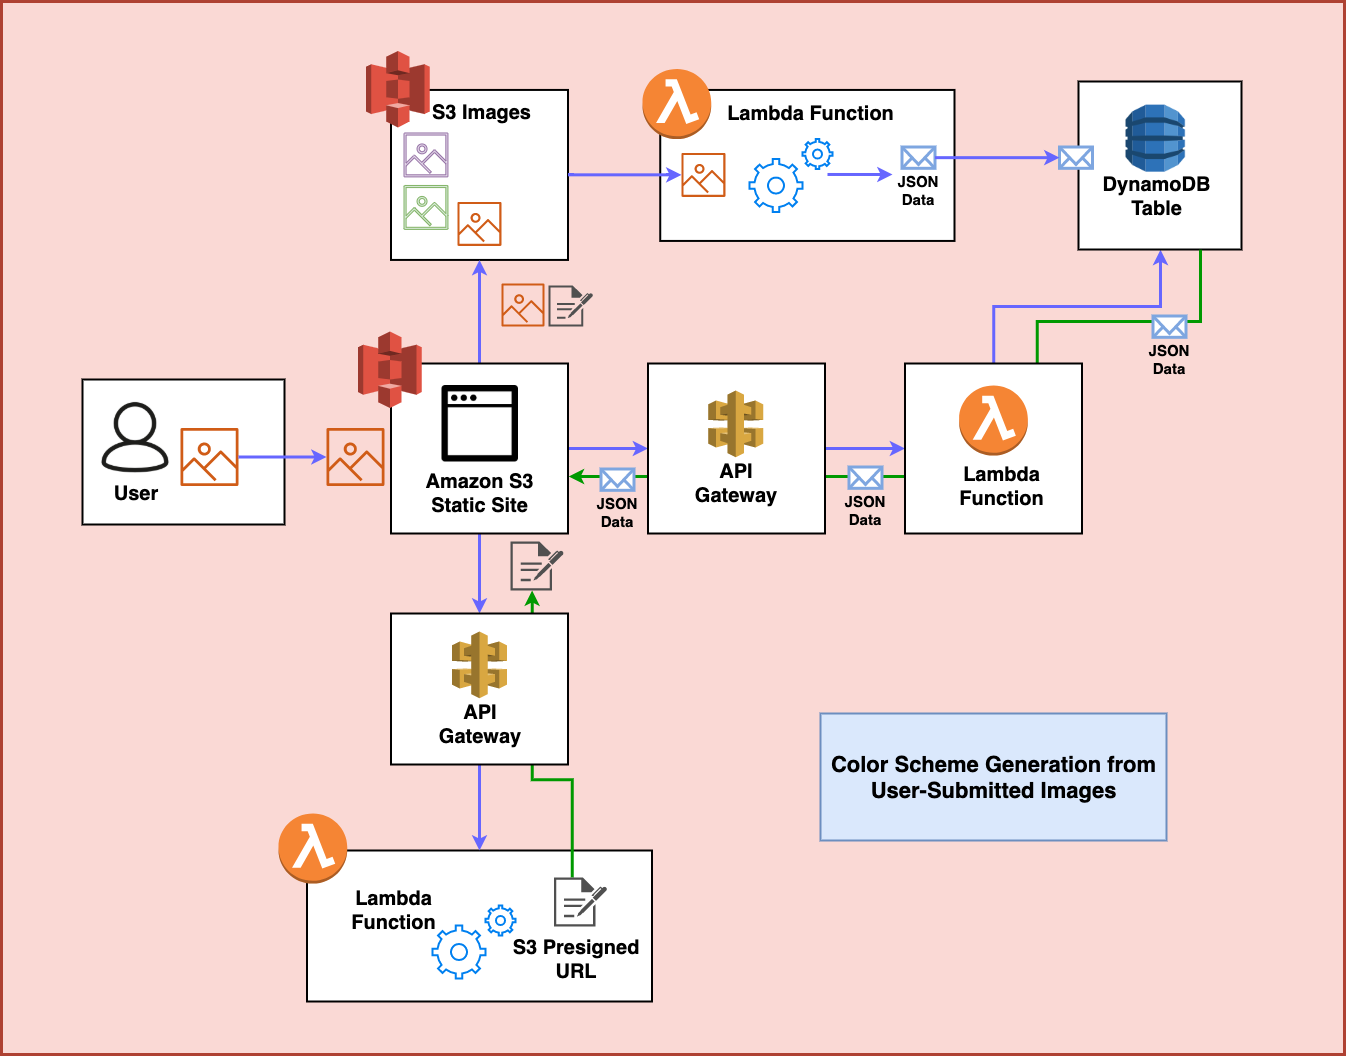 S3 Images
Lambda Function
JSON
Data
DynamoDB
Table
JSON
Data
User
Amazon S3
Static Site
JSON
Data
API
Gateway
JSON
Data
Lambda
Function
API
Gateway
Color Scheme Generation from
User-Submitted Images
Lambda
Function
S3 Presigned
URL